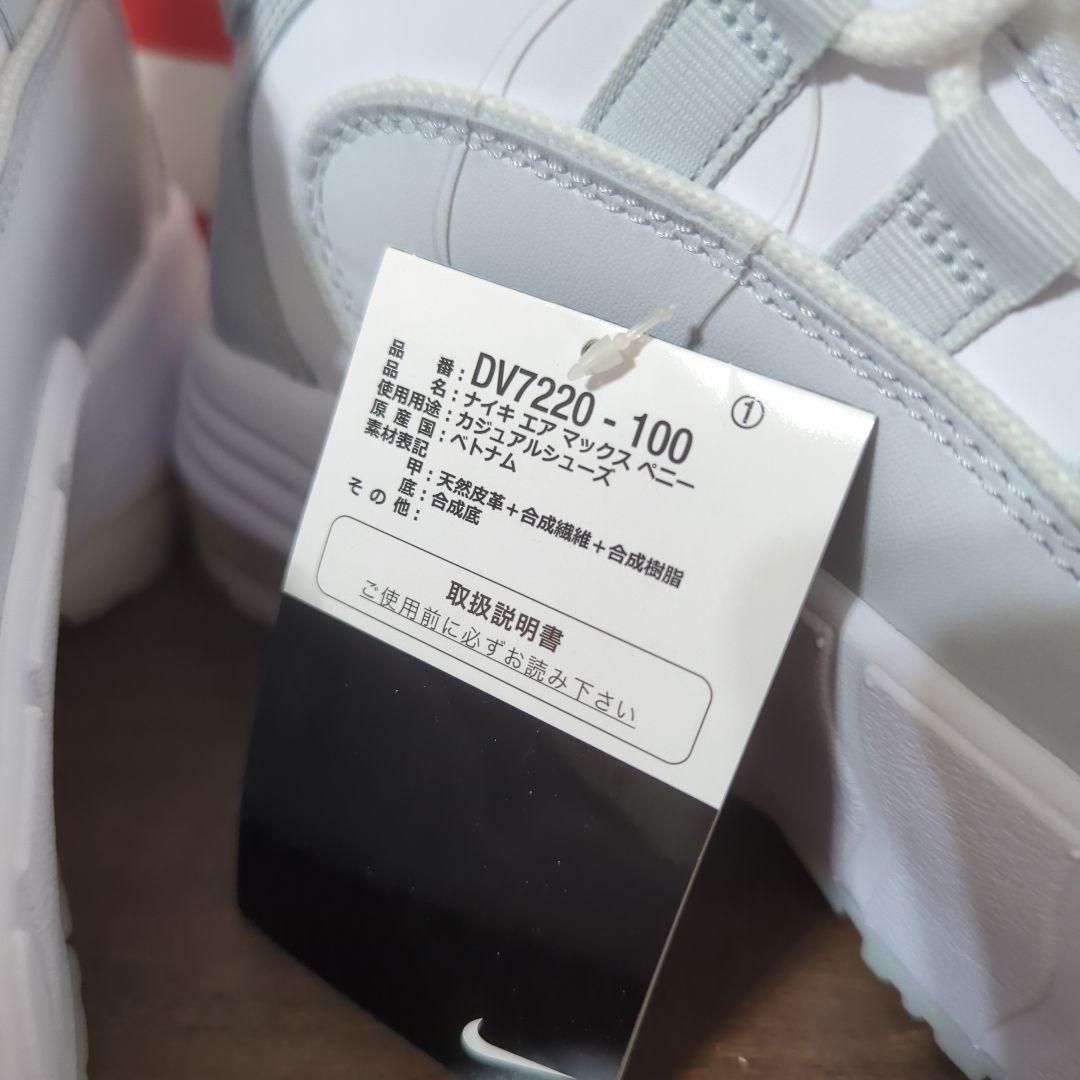 ①
品番：DV7220 - 100
品名：ナイキ エア マックス ペニー
使用用途：カジュアルシューズ
原産国：ベトナム
素材表記
甲：天然皮革＋合成繊維＋合成樹脂
底：合成底
その他：
取扱説明書
ご使用前に必ずお読み下さい